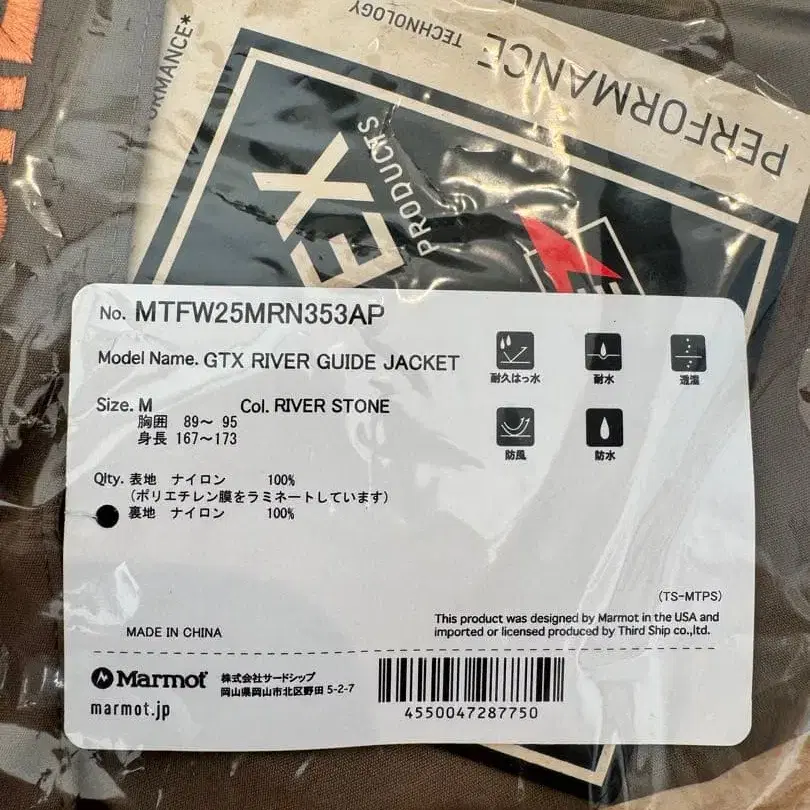 PERFORMANCE
TECHNOLOGY
EX
PRODUCTS
No. MTFW25MRN353AP
Model Name. GTX RIVER GUIDE JACKET
Size. M Col. RIVER STONE
胸囲 89〜 95
身長 167〜173
Qlty. 表地 ナイロン 100%
(ポリエチレン膜をラミネートしています)
裏地 ナイロン 100%
耐久はっ水 耐水 透湿
防風 防水
(TS-MTPS)
MADE IN CHINA
This product was designed by Marmot in the USA and
imported or licensed produced by Third Ship co.,ltd.
Marmot
marmot.jp
株式会社サードシップ
岡山県岡山市北区野田 5-2-7
4550047287750